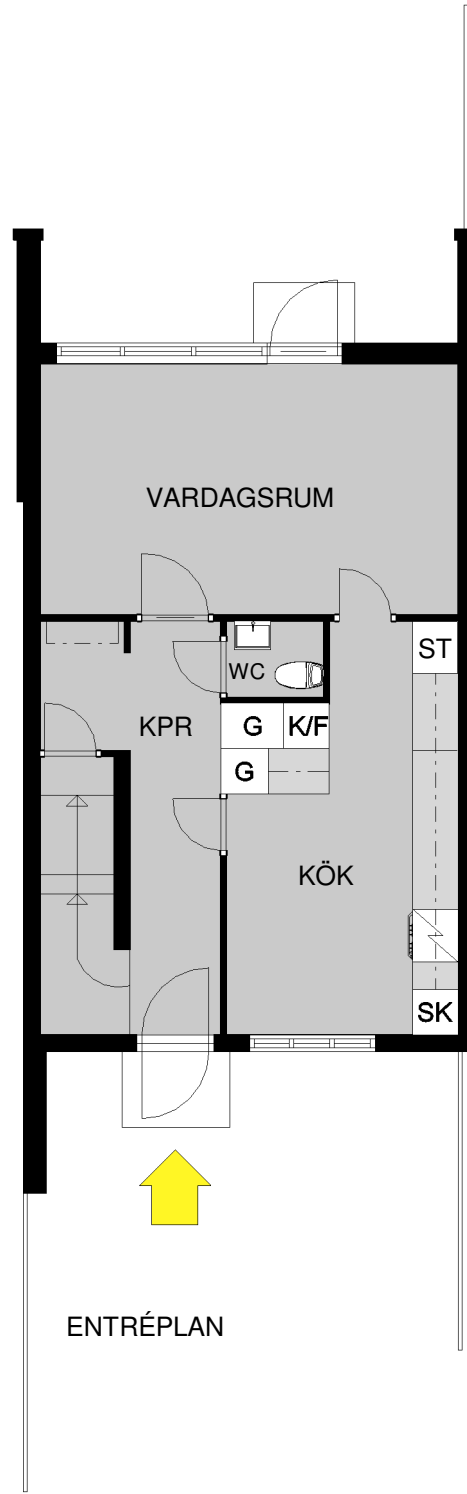 VARDAGSRUM
ST
WC
KPR
G K/F
G
KÖK
SK
ENTRÉPLAN